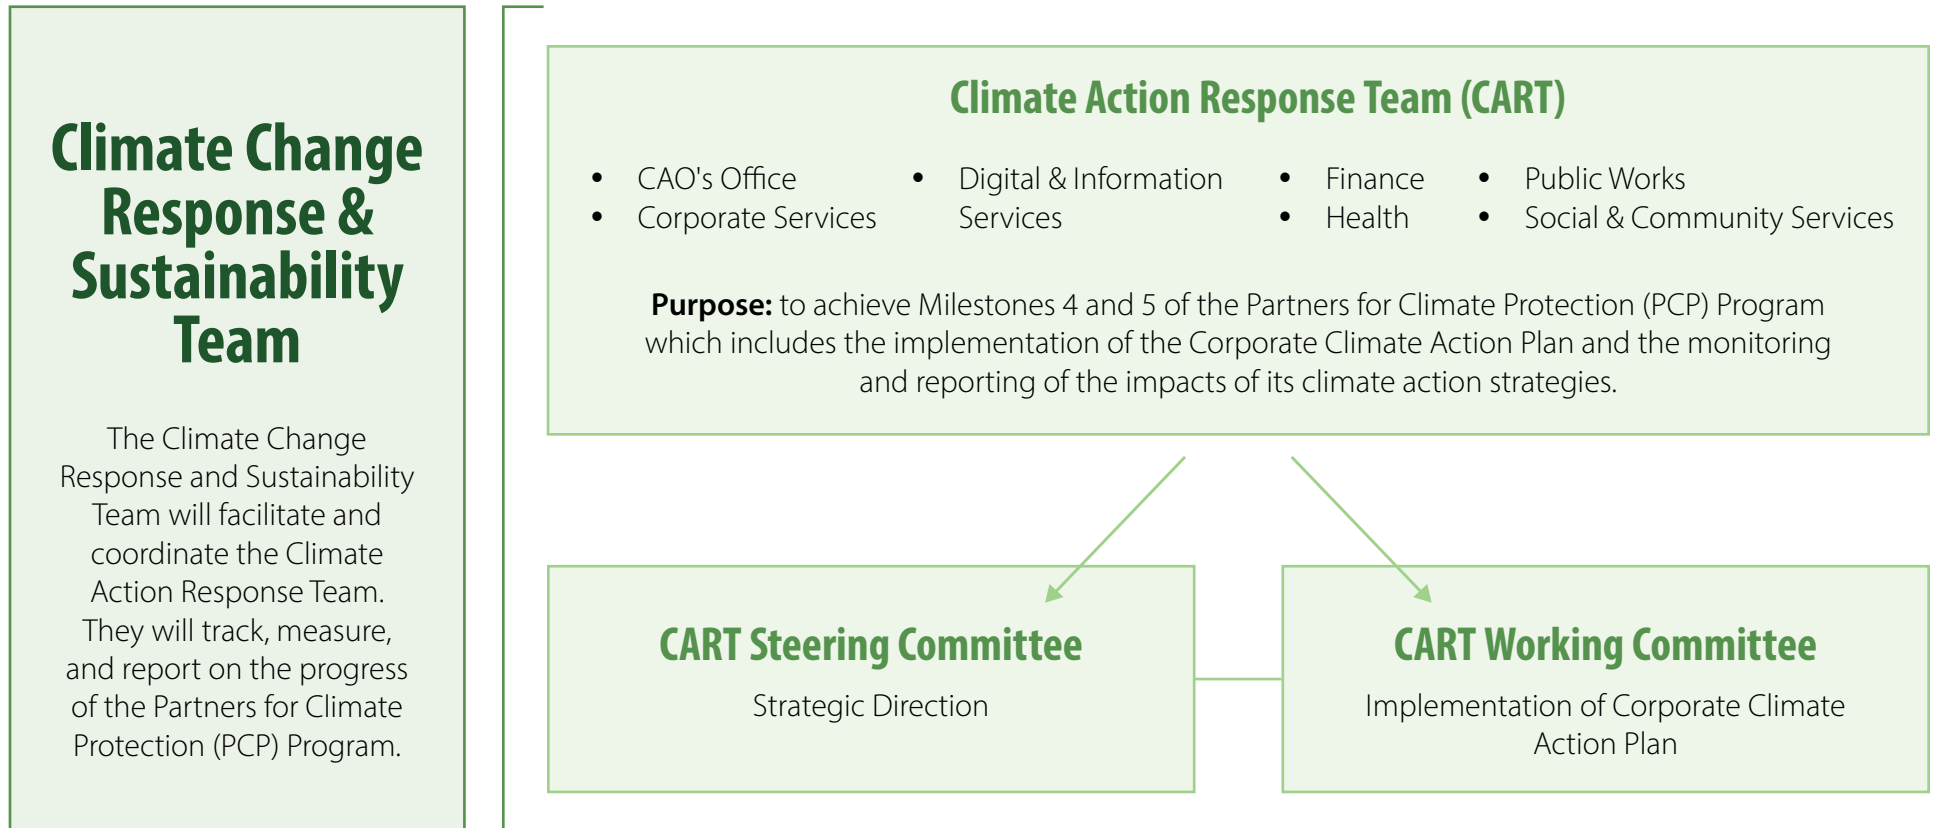 Climate Change
Response &
Sustainability
Team
The Climate Change
Response and Sustainability
Team will facilitate and
coordinate the Climate
Action Response Team.
They will track, measure,
and report on the progress
of the Partners for Climate
Protection (PCP) Program.
Climate Action Response Team (CART)
• CAO's Office
• Corporate Services
• Digital & Information
Services
• Finance
• Health
• Public Works
• Social & Community Services
Purpose: to achieve Milestones 4 and 5 of the Partners for Climate Protection (PCP) Program
which includes the implementation of the Corporate Climate Action Plan and the monitoring
and reporting of the impacts of its climate action strategies.
CART Steering Committee
Strategic Direction
CART Working Committee
Implementation of Corporate Climate
Action Plan